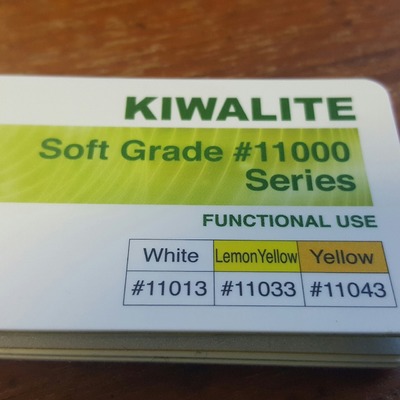 KIWALITE
Soft Grade #11000
Series
FUNCTIONAL USE
White LemonYellow Yellow
#11013 #11033 #11043